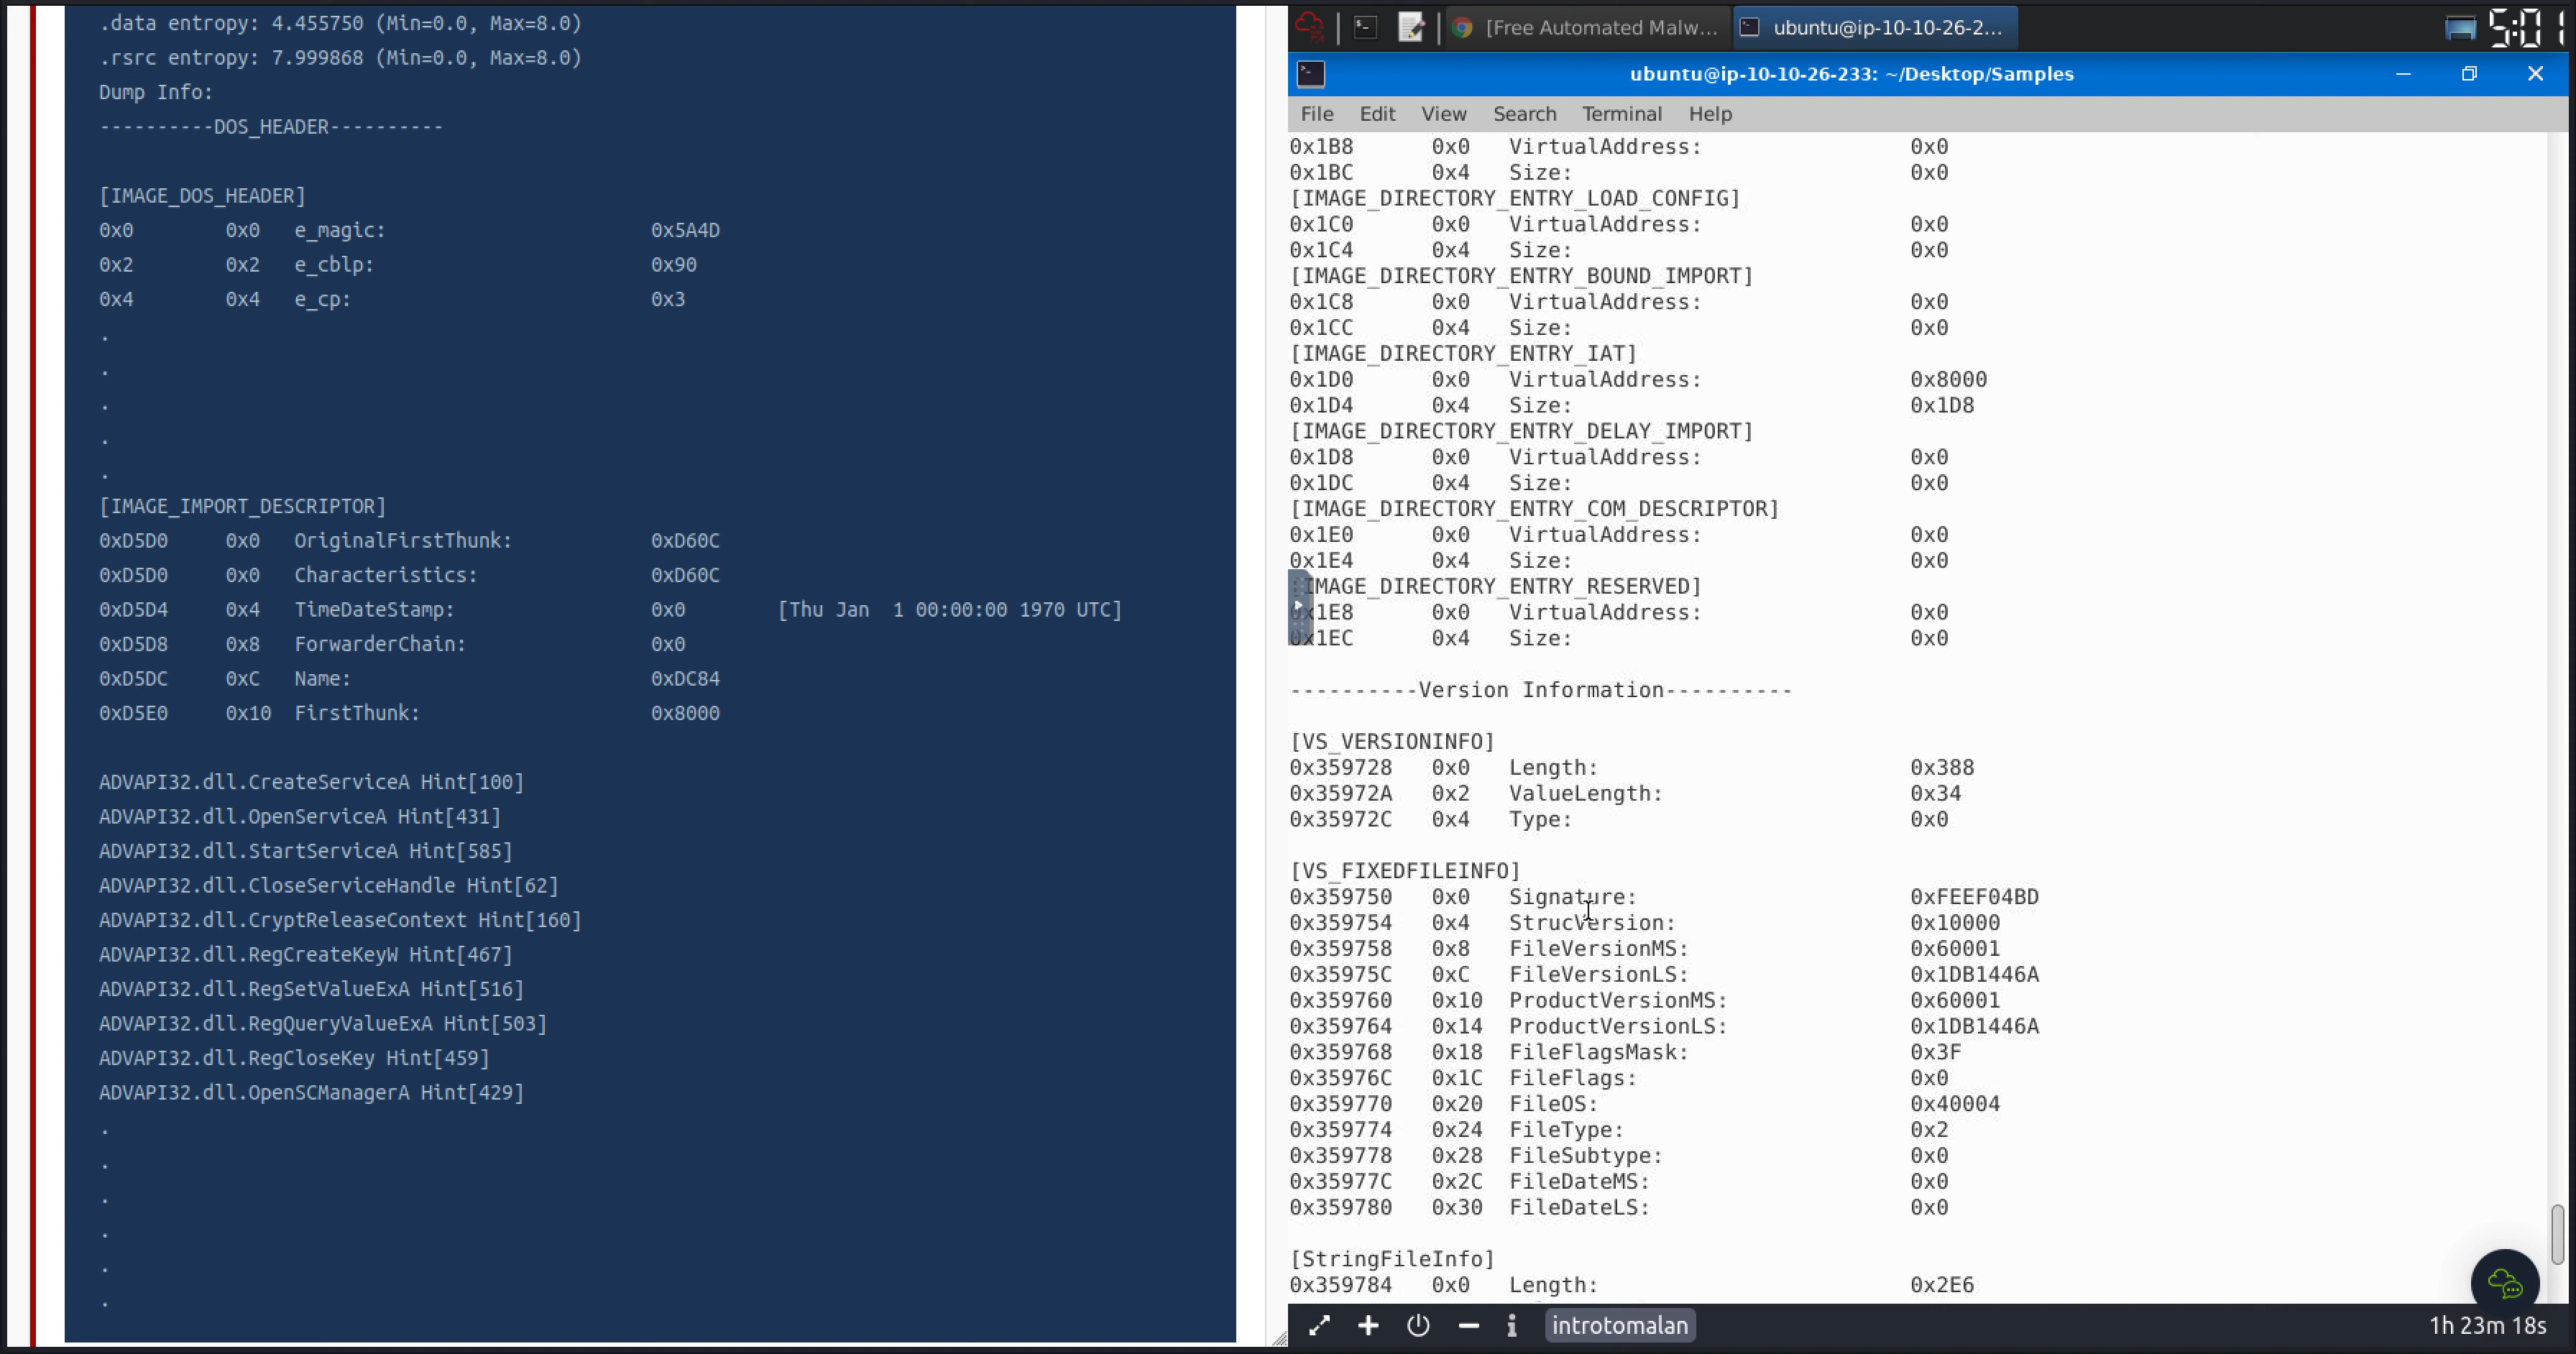 .data entropy: 4.455750 (Min=0.0, Max=8.0)
.rsrc entropy: 7.999868 (Min=0.0, Max=8.0)
Dump Info:
----------DOS_HEADER----------
[IMAGE_DOS_HEADER]
0x0 0x0 e_magic: 0x5A4D
0x2 0x2 e_cblp: 0x90
0x4 0x4 e_cp: 0x3
.
.
.
.
.
[IMAGE_IMPORT_DESCRIPTOR]
0xD5D0 0x0 OriginalFirstThunk: 0xD60C
0xD5D0 0x0 Characteristics: 0xD60C
0xD5D4 0x4 TimeDateStamp: 0x0 [Thu Jan 1 00:00:00 1970 UTC]
0xD5D8 0x8 ForwarderChain: 0x0
0xD5DC 0xC Name: 0xDC84
0xD5E0 0x10 FirstThunk: 0x8000
ADVAPI32.dll.CreateServiceA Hint[100]
ADVAPI32.dll.OpenServiceA Hint[431]
ADVAPI32.dll.StartServiceA Hint[585]
ADVAPI32.dll.CloseServiceHandle Hint[62]
ADVAPI32.dll.CryptReleaseContext Hint[160]
ADVAPI32.dll.RegCreateKeyW Hint[467]
ADVAPI32.dll.RegSetValueExA Hint[516]
ADVAPI32.dll.RegQueryValueExA Hint[503]
ADVAPI32.dll.RegCloseKey Hint[459]
ADVAPI32.dll.OpenSCManagerA Hint[429]
.
.
.
.
.
.
[Free Automated Malw... ubuntu@ip-10-10-26-2... 5:01
ubuntu@ip-10-10-26-233: ~/Desktop/Samples
File Edit View Search Terminal Help
0x1B8 0x0 VirtualAddress: 0x0
0x1BC 0x4 Size: 0x0
[IMAGE_DIRECTORY_ENTRY_LOAD_CONFIG]
0x1C0 0x0 VirtualAddress: 0x0
0x1C4 0x4 Size: 0x0
[IMAGE_DIRECTORY_ENTRY_BOUND_IMPORT]
0x1C8 0x0 VirtualAddress: 0x0
0x1CC 0x4 Size: 0x0
[IMAGE_DIRECTORY_ENTRY_IAT]
0x1D0 0x0 VirtualAddress: 0x8000
0x1D4 0x4 Size: 0x1D8
[IMAGE_DIRECTORY_ENTRY_DELAY_IMPORT]
0x1D8 0x0 VirtualAddress: 0x0
0x1DC 0x4 Size: 0x0
[IMAGE_DIRECTORY_ENTRY_COM_DESCRIPTOR]
0x1E0 0x0 VirtualAddress: 0x0
0x1E4 0x4 Size: 0x0
[IMAGE_DIRECTORY_ENTRY_RESERVED]
0x1E8 0x0 VirtualAddress: 0x0
0x1EC 0x4 Size: 0x0
----------Version Information----------
[VS_VERSIONINFO]
0x359728 0x0 Length: 0x388
0x35972A 0x2 ValueLength: 0x34
0x35972C 0x4 Type: 0x0
[VS_FIXEDFILEINFO]
0x359750 0x0 Signature: 0xFEEF04BD
0x359754 0x4 StrucVersion: 0x10000
0x359758 0x8 FileVersionMS: 0x60001
0x35975C 0xC FileVersionLS: 0x1DB1446A
0x359760 0x10 ProductVersionMS: 0x60001
0x359764 0x14 ProductVersionLS: 0x1DB1446A
0x359768 0x18 FileFlagsMask: 0x3F
0x35976C 0x1C FileFlags: 0x0
0x359770 0x20 FileOS: 0x40004
0x359774 0x24 FileType: 0x2
0x359778 0x28 FileSubtype: 0x0
0x35977C 0x2C FileDateMS: 0x0
0x359780 0x30 FileDateLS: 0x0
[StringFileInfo]
0x359784 0x0 Length: 0x2E6
introtomalan 1h 23m 18s